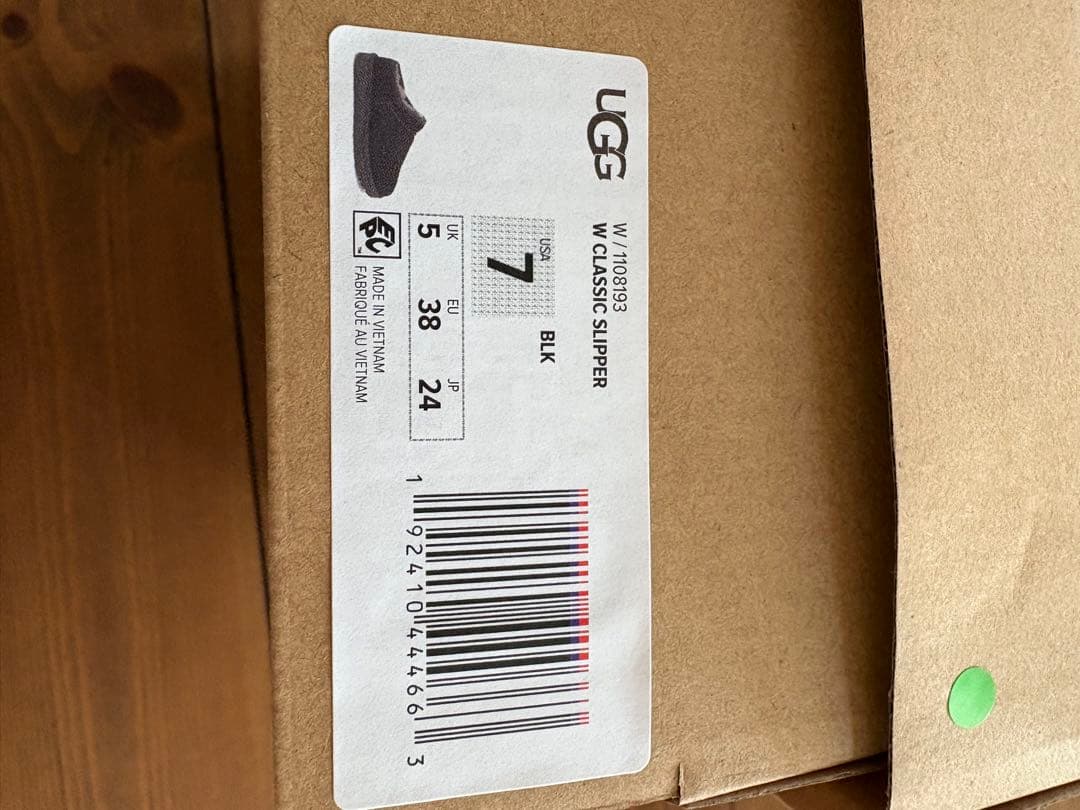 UGG
W / 1108193
W CLASSIC SLIPPER
USA
7
BLK
UK EU JP
5 38 24
MADE IN VIETNAM
FABRIQUÉ AU VIETNAM
1 92410 44466 3